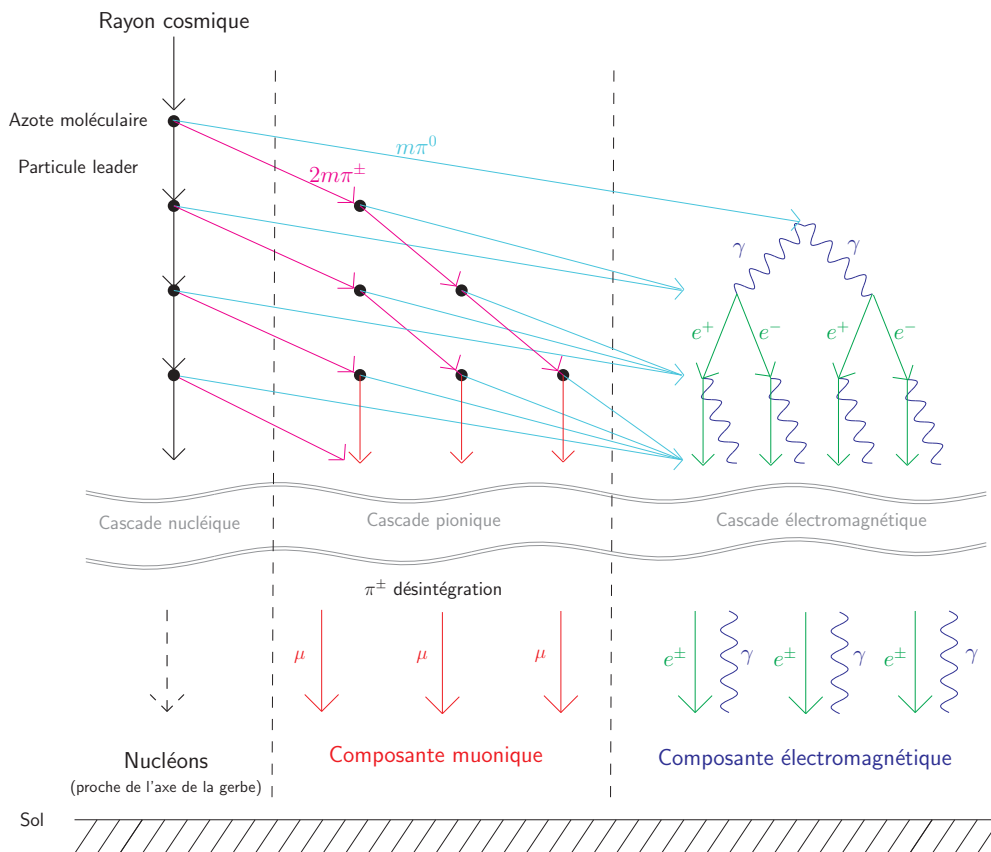 Rayon cosmique
Azote moléculaire
Particule leader
mπ⁰
2mπ±
γ γ
e⁺ e⁻ e⁺ e⁻
Cascade nucléique
Cascade pionique
Cascade électromagnétique
π± désintégration
μ μ μ
e± γ e± γ e± γ
Nucléons
(proche de l'axe de la gerbe)
Composante muonique
Composante électromagnétique
Sol